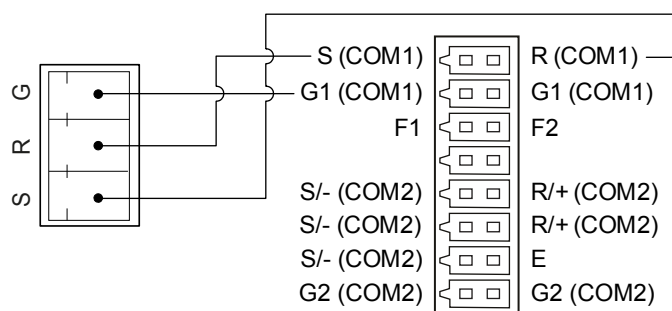 G
R
S
S (COM1) R (COM1)
G1 (COM1) G1 (COM1)
F1 F2
S/- (COM2) R/+ (COM2)
S/- (COM2) R/+ (COM2)
S/- (COM2) E
G2 (COM2) G2 (COM2)